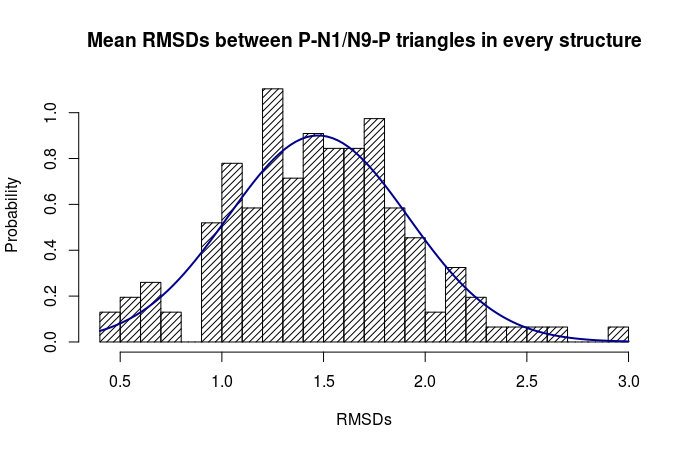 Mean RMSDs between P-N1/N9-P triangles in every structure
Probability
1.0
0.8
0.6
0.4
0.2
0.0
0.5 1.0 1.5 2.0 2.5 3.0
RMSDs